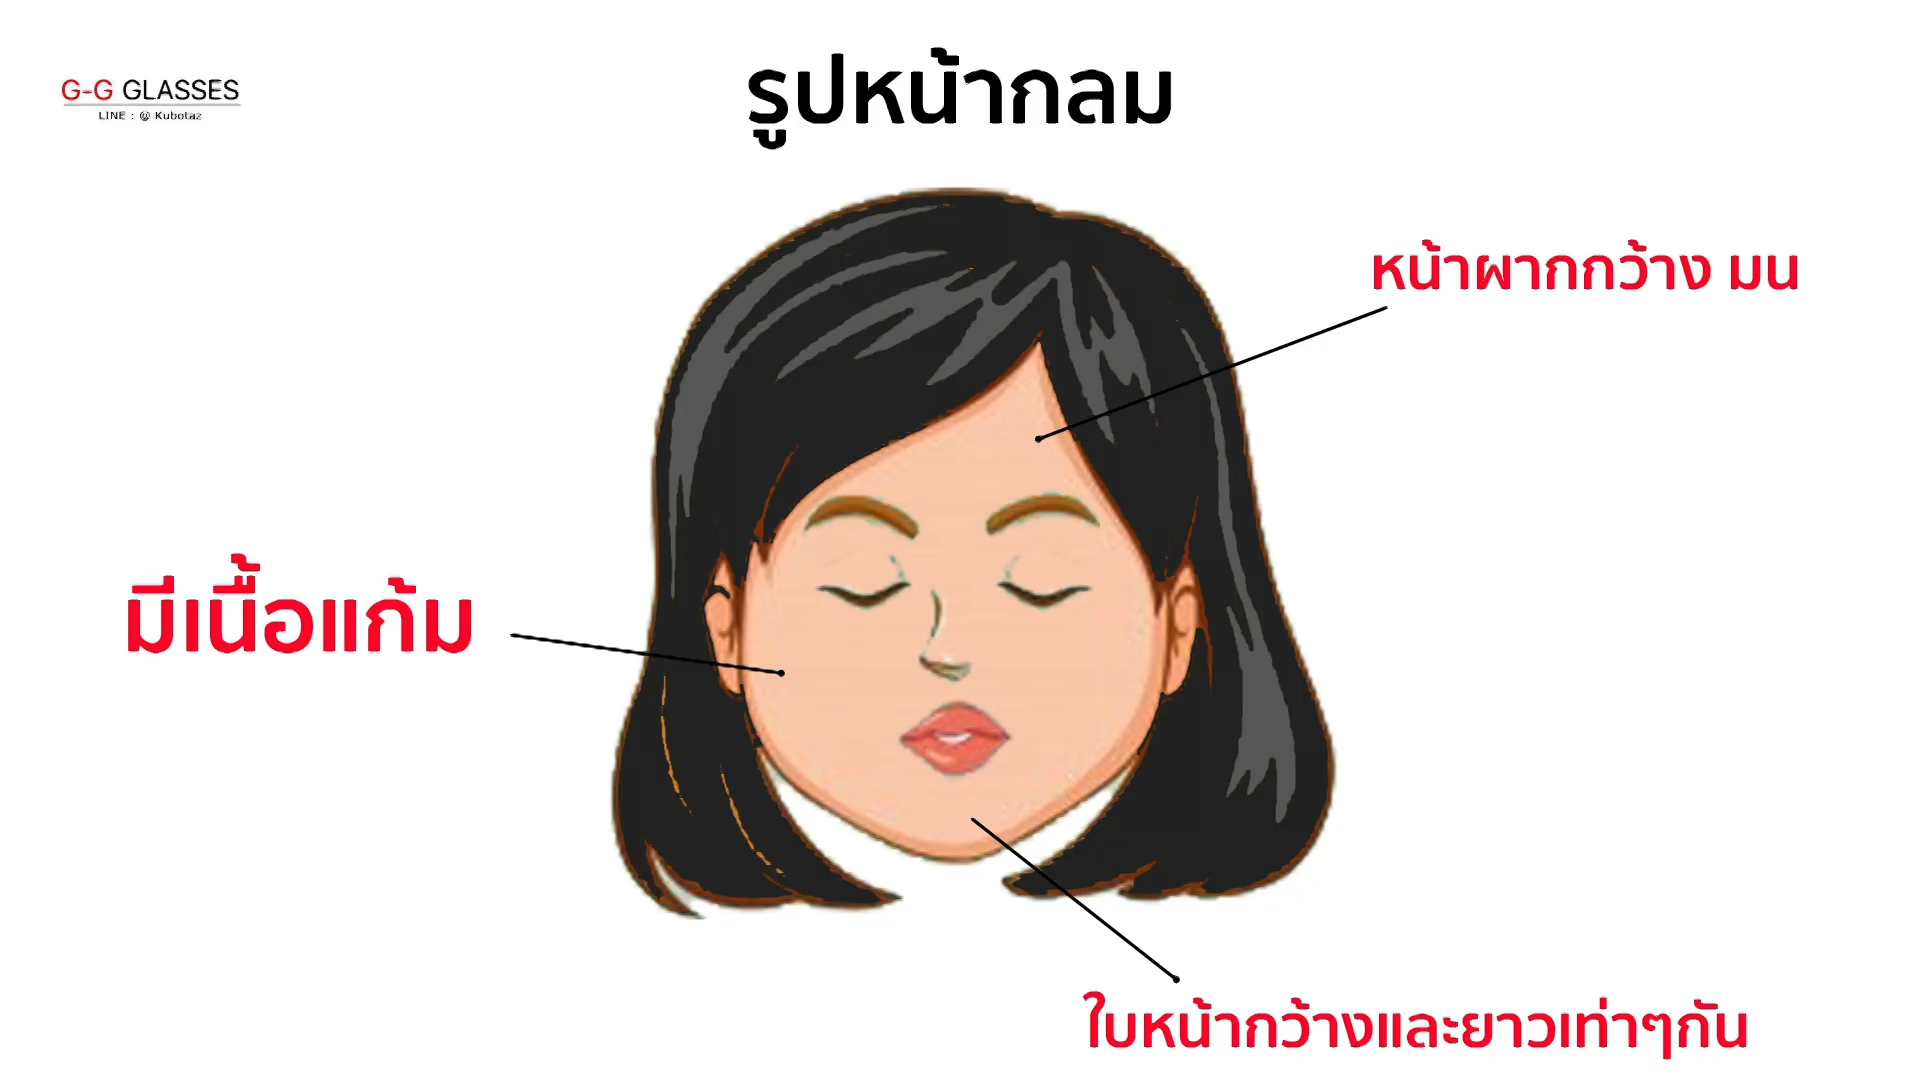 G-G GLASSES
LINE : @ Kubotaz
รูปหน้ากลม
หน้าผากกว้าง มน
มีเนื้อแก้ม
ใบหน้ากว้างและยาวเท่าๆกัน